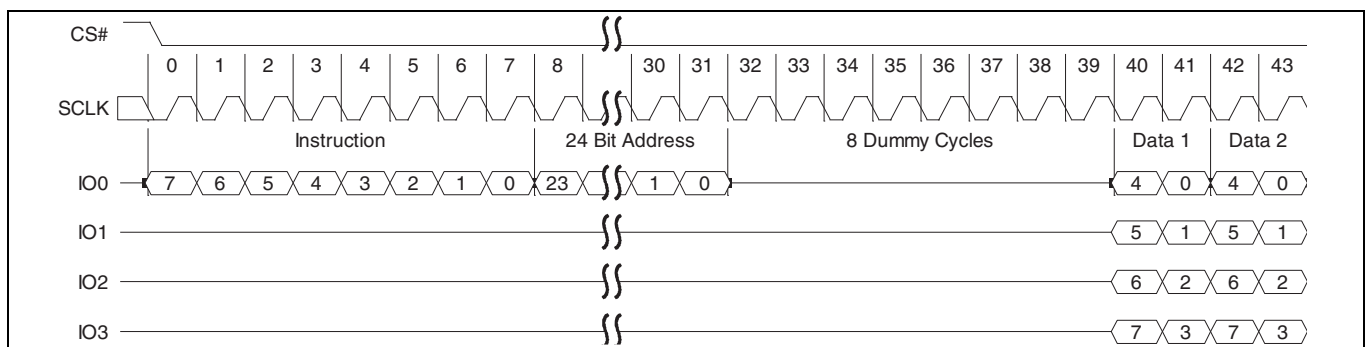 CS#
0 1 2 3 4 5 6 7 8 30 31 32 33 34 35 36 37 38 39 40 41 42 43
SCLK
Instruction 24 Bit Address 8 Dummy Cycles Data 1 Data 2
IO0 7 6 5 4 3 2 1 0 23 1 0 4 0 4 0
IO1 5 1 5 1
IO2 6 2 6 2
IO3 7 3 7 3